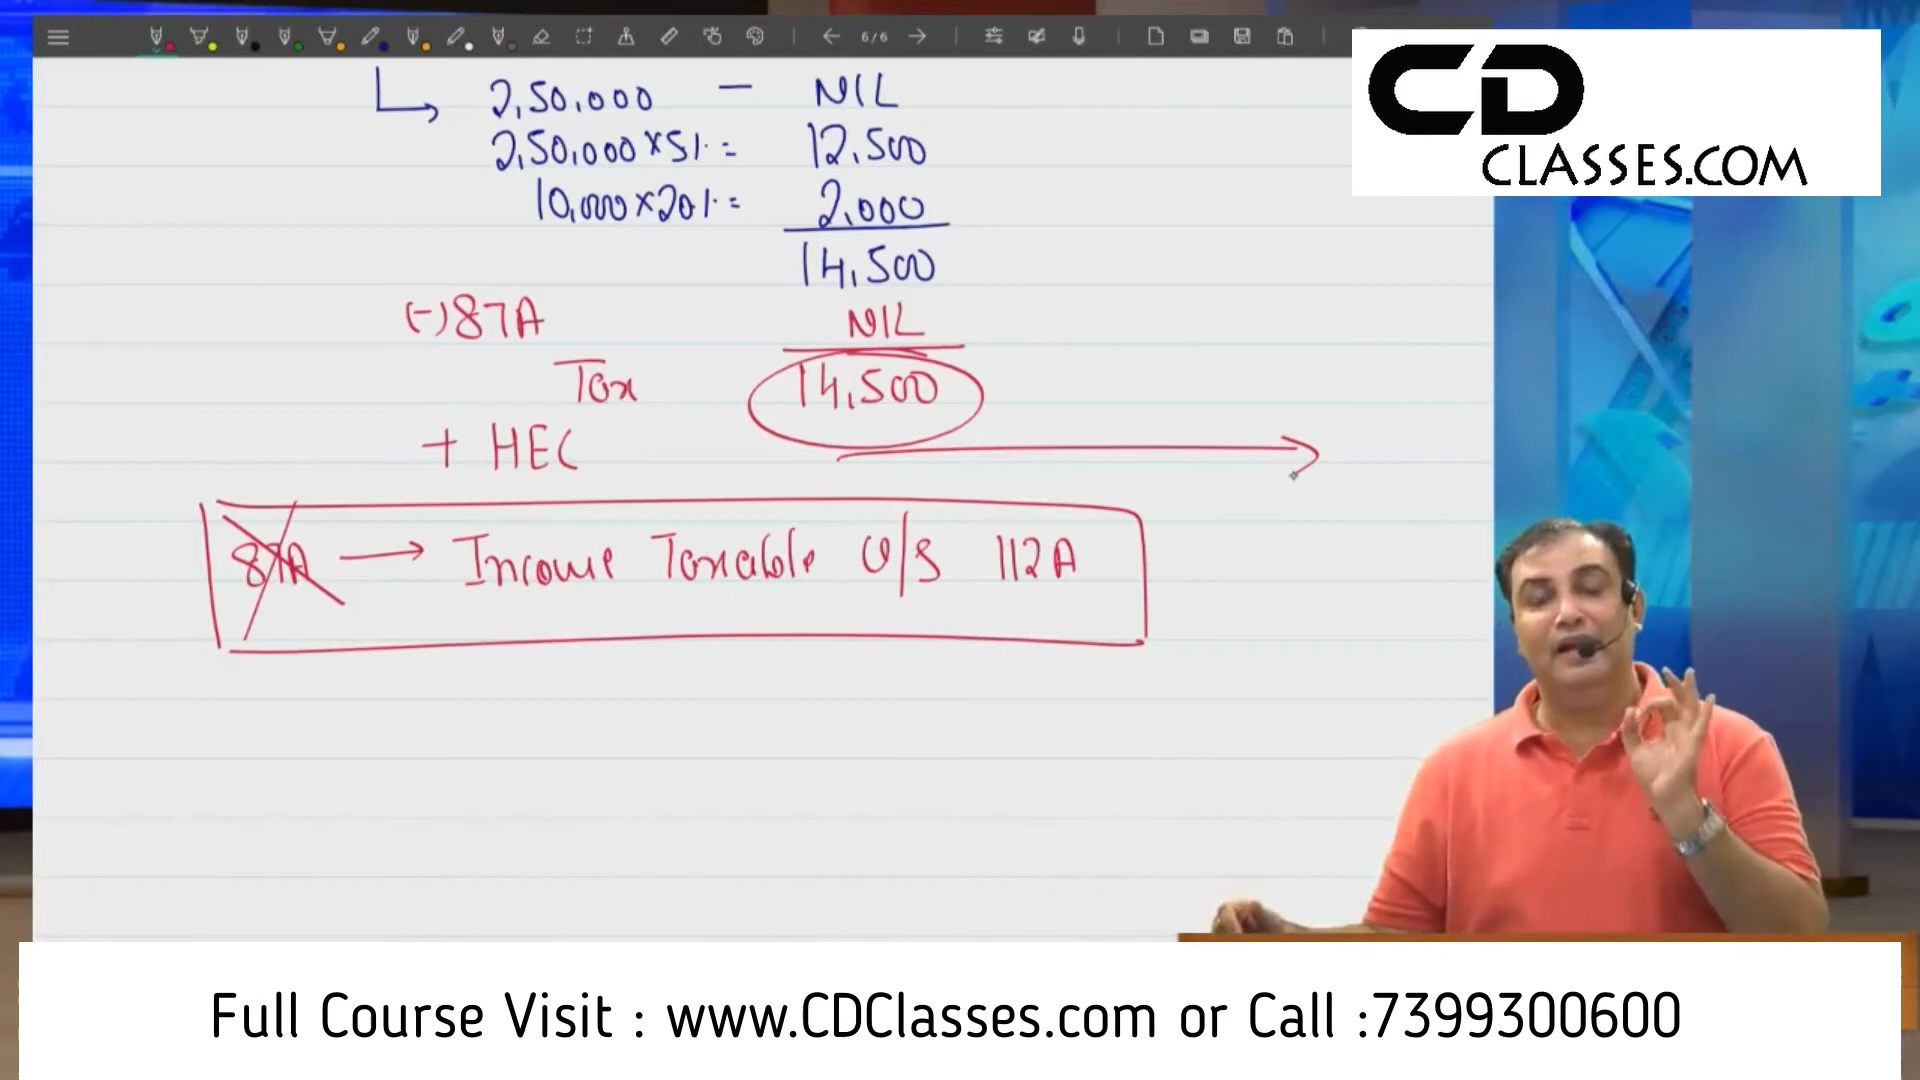 6/6
CD
CLASSES.COM
2,50,000 — NIL
2,50,000 x 5% = 12,500
10,000 x 20% = 2,000
14,500
(-) 87A NIL
Tax 14,500
+ HEC
87A → Income Taxable U/S 112A
Full Course Visit : www.CDClasses.com or Call :7399300600